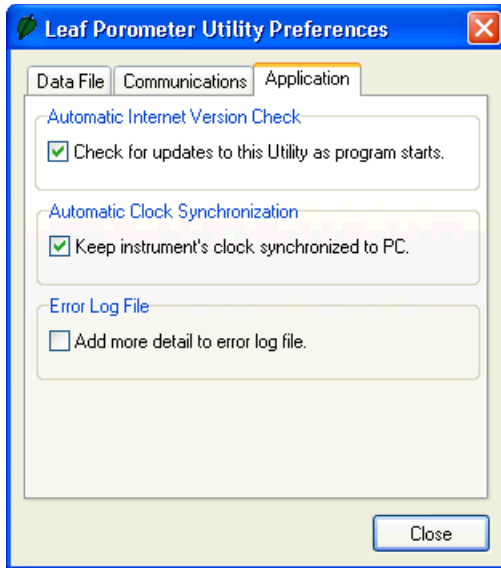 Leaf Porometer Utility Preferences
Data File Communications Application
Automatic Internet Version Check
Check for updates to this Utility as program starts.
Automatic Clock Synchronization
Keep instrument's clock synchronized to PC.
Error Log File
Add more detail to error log file.
Close